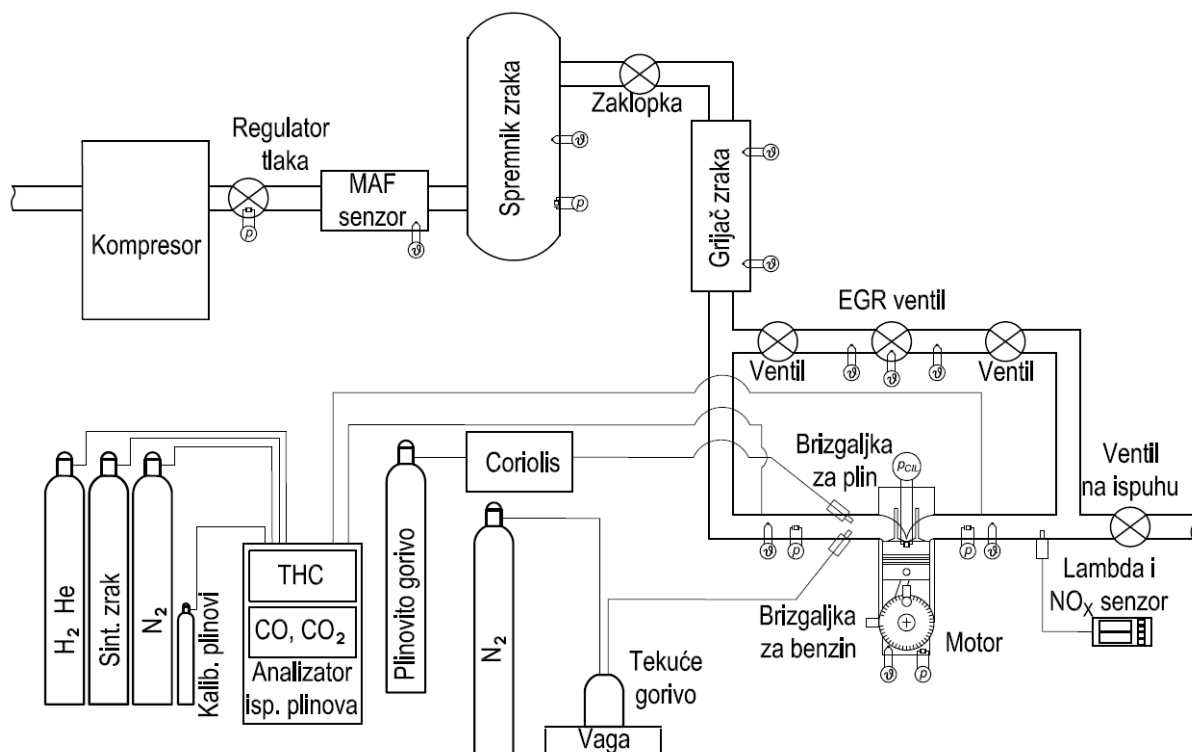 Regulator
tlaka
Kompresor
p
MAF
senzor
ϑ
Spremnik zraka
ϑ
p
Zaklopka
Grijač zraka
ϑ
ϑ
EGR ventil
Ventil
ϑ
ϑ
ϑ
Ventil
H₂ He
Sint. zrak
N₂
Kalib. plinovi
THC
CO, CO₂
Analizator
isp. plinova
Plinovito gorivo
Coriolis
N₂
Tekuće
gorivo
Vaga
Brizgaljka
za plin
pCIL
ϑ
p
Brizgaljka
za benzin
Motor
ϑ
p
p
ϑ
Ventil
na ispuhu
Lambda i
NOX senzor